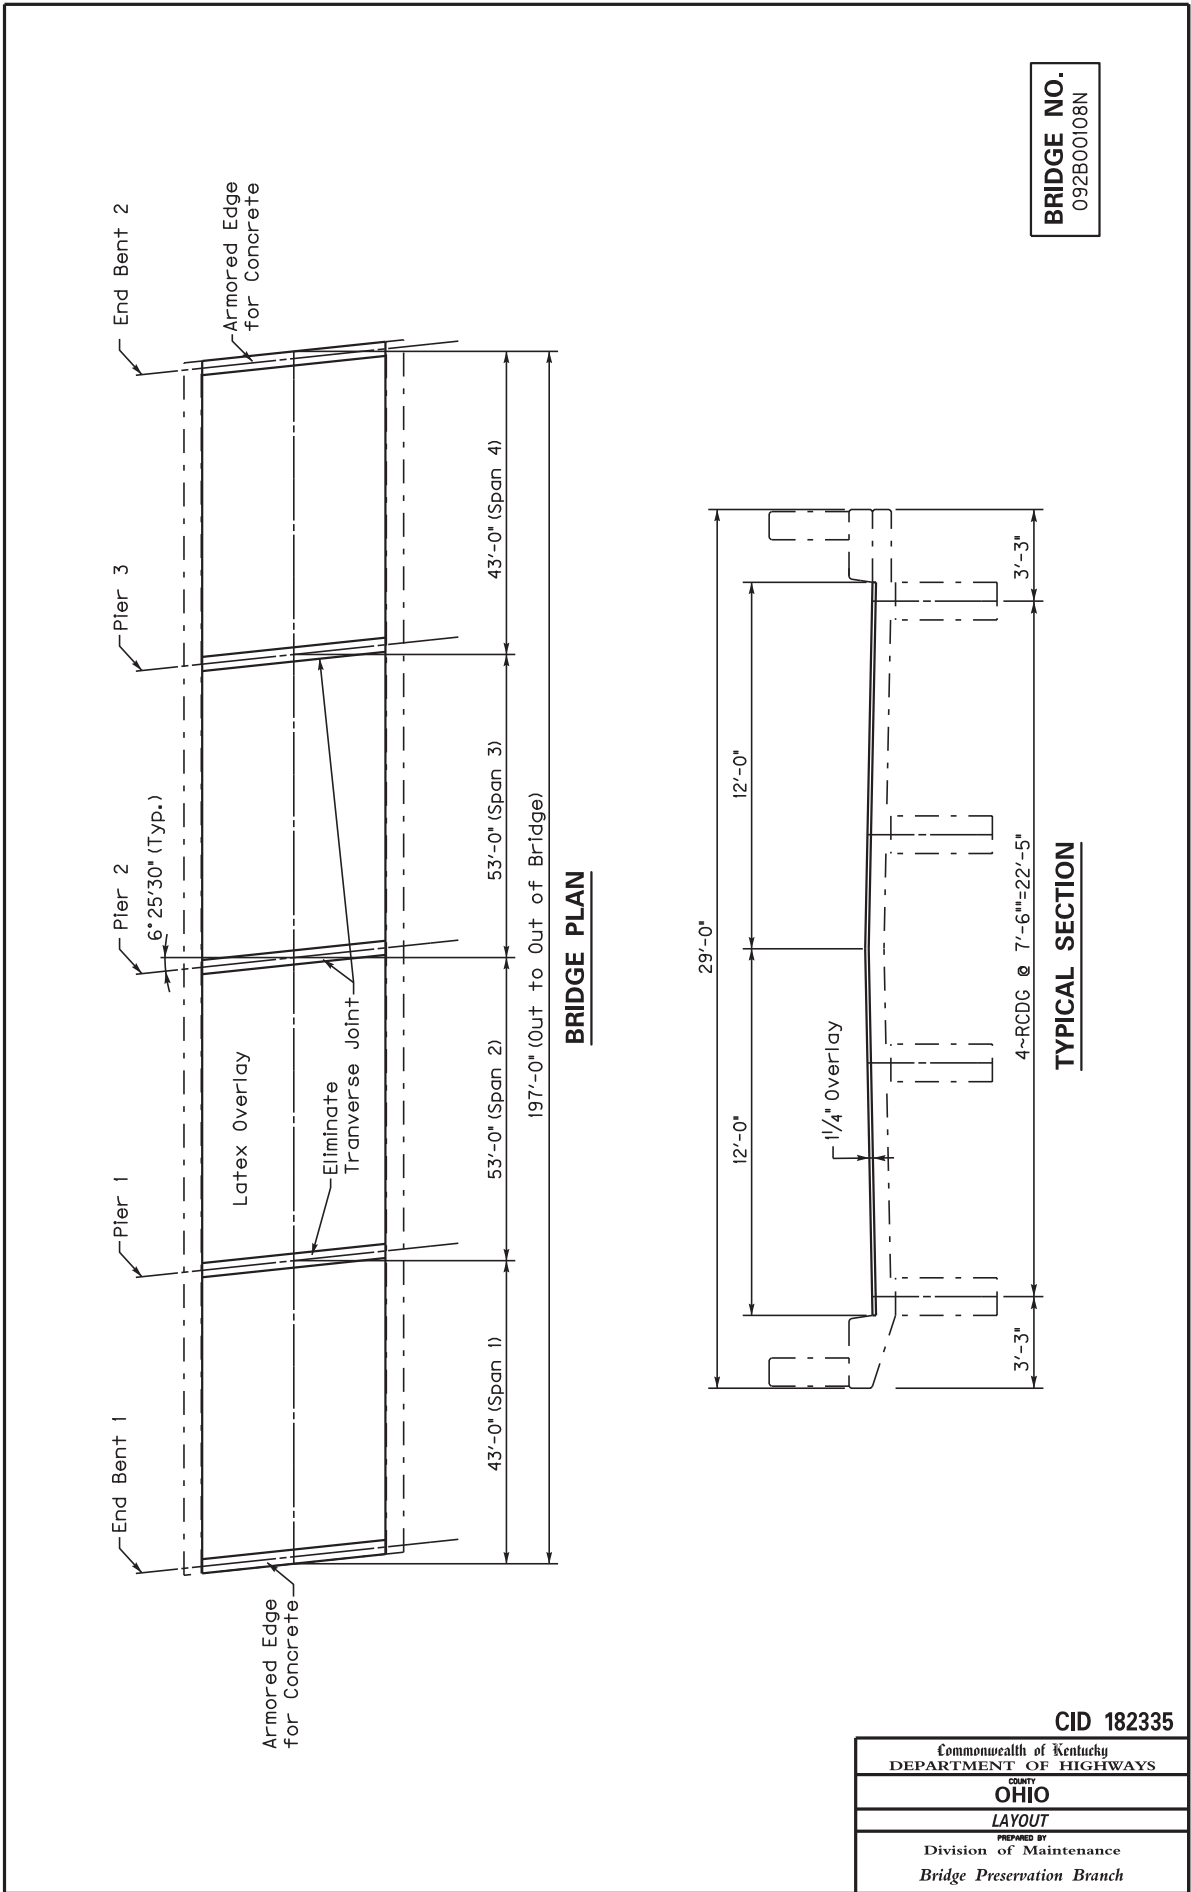 End Bent 1
Pier 1
Pier 2
Pier 3
End Bent 2
6°25'30" (Typ.)
Armored Edge
for Concrete
Latex Overlay
Eliminate
Tranverse Joint
Armored Edge
for Concrete
43'-0" (Span 1)
53'-0" (Span 2)
53'-0" (Span 3)
43'-0" (Span 4)
197'-0" (Out to Out of Bridge)
BRIDGE PLAN
29'-0"
12'-0"
12'-0"
1 1/4" Overlay
3'-3"
4~RCDG @ 7'-6""=22'-5"
3'-3"
TYPICAL SECTION
BRIDGE NO.
092B00108N
CID 182335
Commonwealth of Kentucky
DEPARTMENT OF HIGHWAYS
COUNTY
OHIO
LAYOUT
PREPARED BY
Division of Maintenance
Bridge Preservation Branch